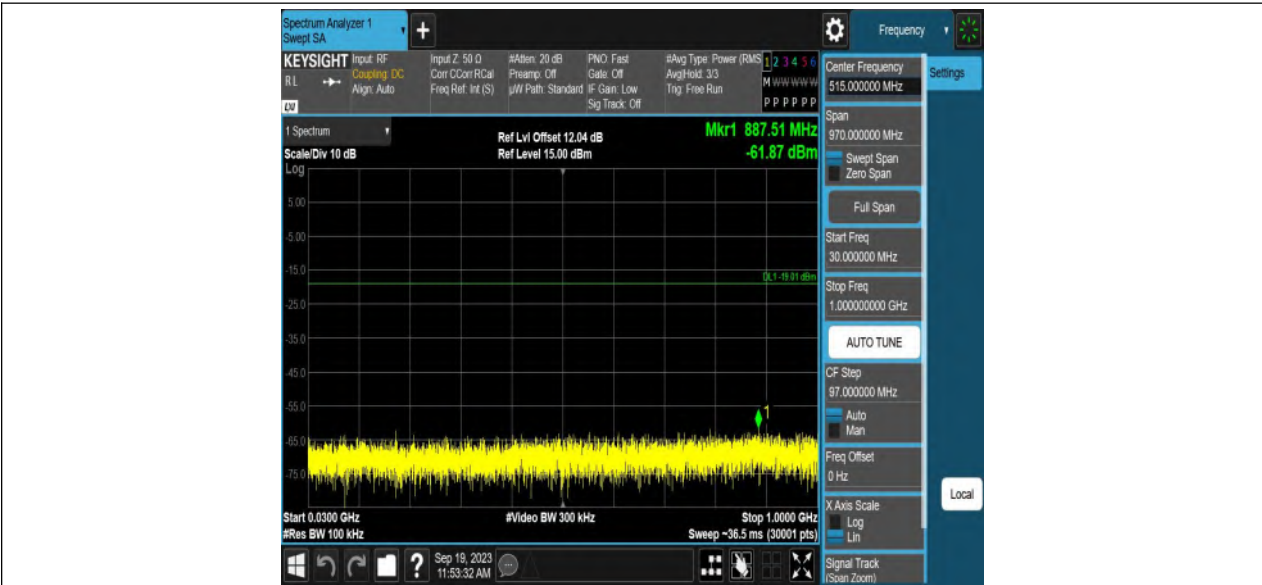 Spectrum Analyzer 1
Swept SA
+
Frequency
KEYSIGHT
RL
LXI
Input: RF
Coupling: DC
Align: Auto
Input Z: 50 Ω
Corr CCorr RCal
Freq Ref: Int (S)
#Atten: 20 dB
Preamp: Off
µW Path: Standard
PNO: Fast
Gate: Off
IF Gain: Low
Sig Track: Off
#Avg Type: Power (RMS
Avg|Hold: 3/3
Trig: Free Run
1 2 3 4 5 6
M W W W W W
P P P P P P
Center Frequency
515.000000 MHz
Settings
1 Spectrum
Scale/Div 10 dB
Ref Lvl Offset 12.04 dB
Ref Level 15.00 dBm
Mkr1 887.51 MHz
-61.87 dBm
Span
970.000000 MHz
Swept Span
Zero Span
Full Span
Start Freq
30.000000 MHz
Stop Freq
1.000000000 GHz
AUTO TUNE
CF Step
97.000000 MHz
Auto
Man
Freq Offset
0 Hz
X Axis Scale
Log
Lin
Signal Track
(Span Zoom)
Local
Log
5.00
-5.00
-15.0
DL1 -19.01 dBm
-25.0
-35.0
-45.0
-55.0
1
-65.0
-75.0
Start 0.0300 GHz
#Res BW 100 kHz
#Video BW 300 kHz
Stop 1.0000 GHz
Sweep ~36.5 ms (30001 pts)
?
Sep 19, 2023
11:53:32 AM